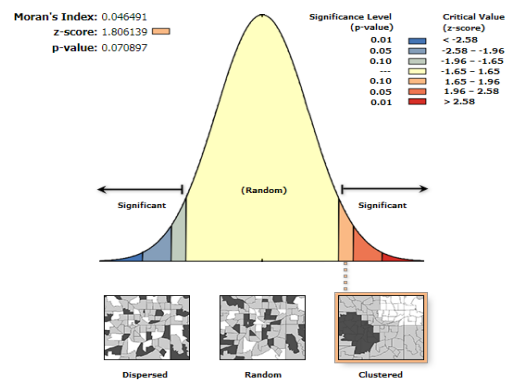 Moran's Index: 0.046491
z-score: 1.806139
p-value: 0.070897
Significance Level
(p-value)
Critical Value
(z-score)
0.01 < -2.58
0.05 -2.58 – -1.96
0.10 -1.96 – -1.65
--- -1.65 – 1.65
0.10 1.65 – 1.96
0.05 1.96 – 2.58
0.01 > 2.58
(Random)
Significant
Significant
Dispersed
Random
Clustered